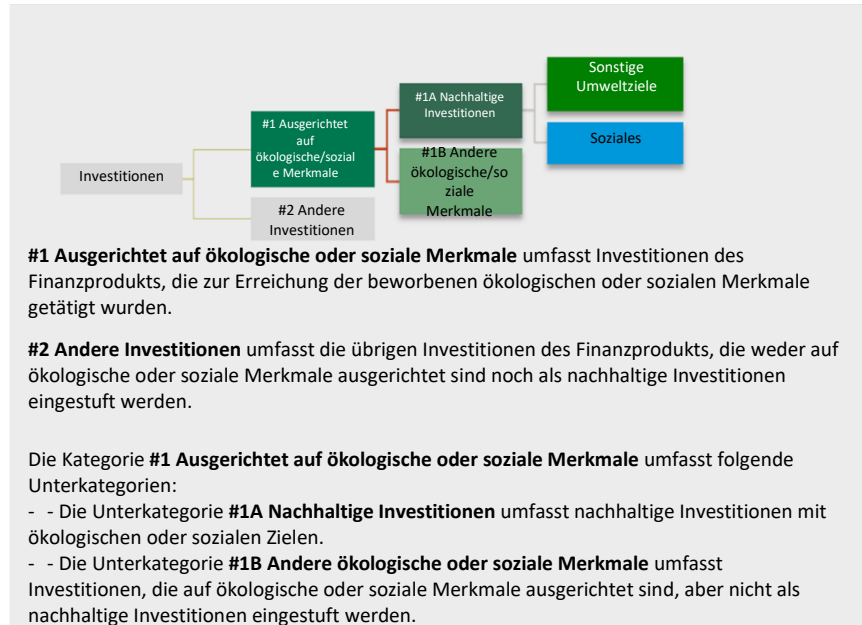 Sonstige
Umweltziele
#1A Nachhaltige
Investitionen
#1 Ausgerichtet
auf
ökologische/sozial
e Merkmale
Soziales
#1B Andere
ökologische/so
ziale
Merkmale
Investitionen
#2 Andere
Investitionen
#1 Ausgerichtet auf ökologische oder soziale Merkmale umfasst Investitionen des
Finanzprodukts, die zur Erreichung der beworbenen ökologischen oder sozialen Merkmale
getätigt wurden.
#2 Andere Investitionen umfasst die übrigen Investitionen des Finanzprodukts, die weder auf
ökologische oder soziale Merkmale ausgerichtet sind noch als nachhaltige Investitionen
eingestuft werden.
Die Kategorie #1 Ausgerichtet auf ökologische oder soziale Merkmale umfasst folgende
Unterkategorien:
- - Die Unterkategorie #1A Nachhaltige Investitionen umfasst nachhaltige Investitionen mit
ökologischen oder sozialen Zielen.
- - Die Unterkategorie #1B Andere ökologische oder soziale Merkmale umfasst
Investitionen, die auf ökologische oder soziale Merkmale ausgerichtet sind, aber nicht als
nachhaltige Investitionen eingestuft werden.